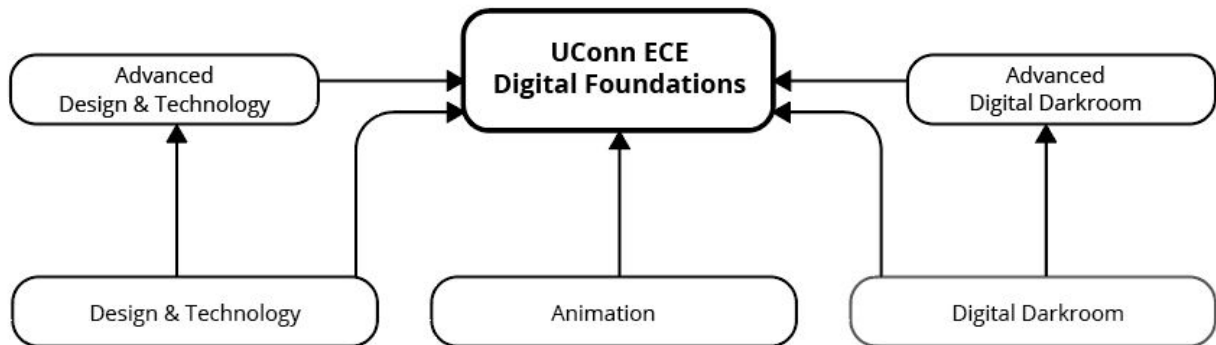 UConn ECE
Digital Foundations
Advanced
Design & Technology
Advanced
Digital Darkroom
Design & Technology
Animation
Digital Darkroom